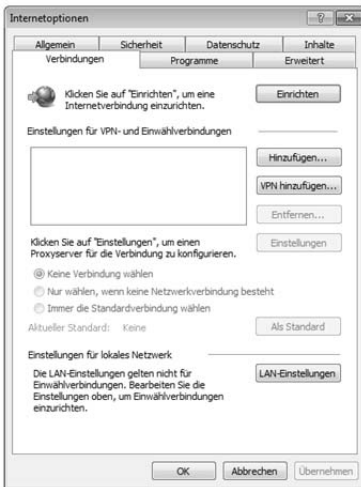 Internetoptionen
Allgemein Sicherheit Datenschutz Inhalte
Verbindungen Programme Erweitert
Klicken Sie auf "Einrichten", um eine
Internetverbindung einzurichten.
Einrichten
Einstellungen für VPN- und Einwählverbindungen
Hinzufügen...
VPN hinzufügen...
Entfernen...
Klicken Sie auf "Einstellungen", um einen
Proxyserver für die Verbindung zu konfigurieren.
Einstellungen
Keine Verbindung wählen
Nur wählen, wenn keine Netzwerkverbindung besteht
Immer die Standardverbindung wählen
Aktueller Standard: Keine
Als Standard
Einstellungen für lokales Netzwerk
Die LAN-Einstellungen gelten nicht für
Einwählverbindungen. Bearbeiten Sie die
Einstellungen oben, um Einwählverbindungen
einzurichten.
LAN-Einstellungen
OK Abbrechen Übernehmen